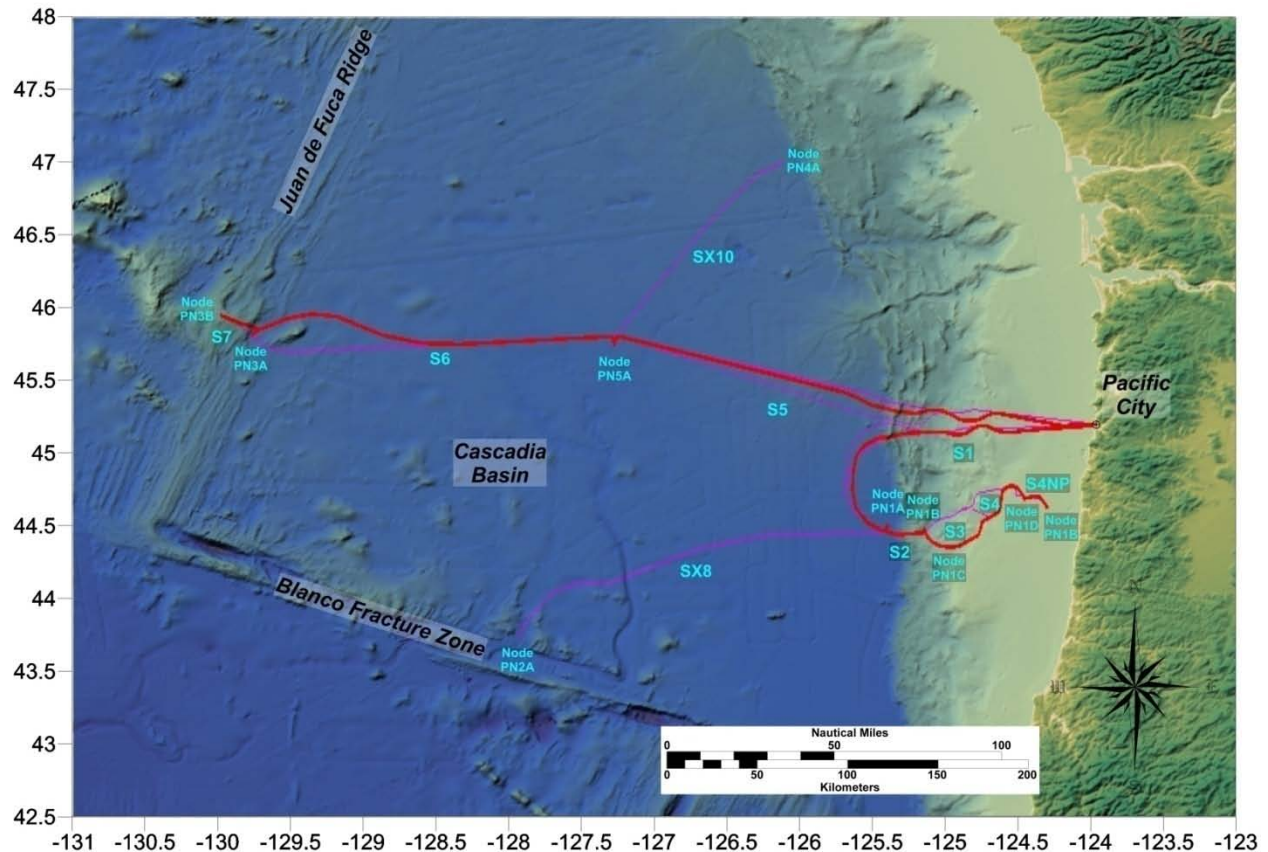 48
47.5
47
46.5
46
45.5
45
44.5
44
43.5
43
42.5
-131
-130.5
-130
-129.5
-129
-128.5
-128
-127.5
-127
-126.5
-126
-125.5
-125
-124.5
-124
-123.5
-123
Juan de Fuca Ridge
Node
PN4A
SX10
Node
PN3B
S7
Node
PN3A
S6
Node
PN5A
S5
Pacific
City
Cascadia
Basin
S1
Node
PN1A
Node
PN1B
S4NP
S4
S3
Node
PN1D
Node
PN1B
S2
Node
PN1C
SX8
Blanco Fracture Zone
Node
PN2A
N
W
E
S
Nautical Miles
0 50 100
0 50 100 150 200
Kilometers